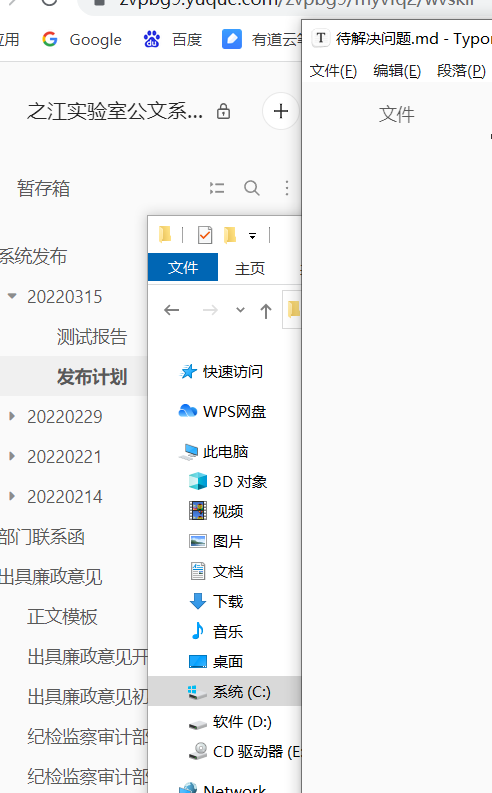 应用 Google 百度 有道云笔
之江实验室公文系...
暂存箱
系统发布
20220315
测试报告
发布计划
20220229
20220221
20220214
部门联系函
出具廉政意见
正文模板
出具廉政意见开
出具廉政意见初
纪检监察审计部
纪检监察审计部
文件 主页
快速访问
WPS网盘
此电脑
3D 对象
视频
图片
文档
下载
音乐
桌面
系统 (C:)
软件 (D:)
CD 驱动器 (E:
Network
T 待解决问题.md - Typor
文件(F) 编辑(E) 段落(P)
文件